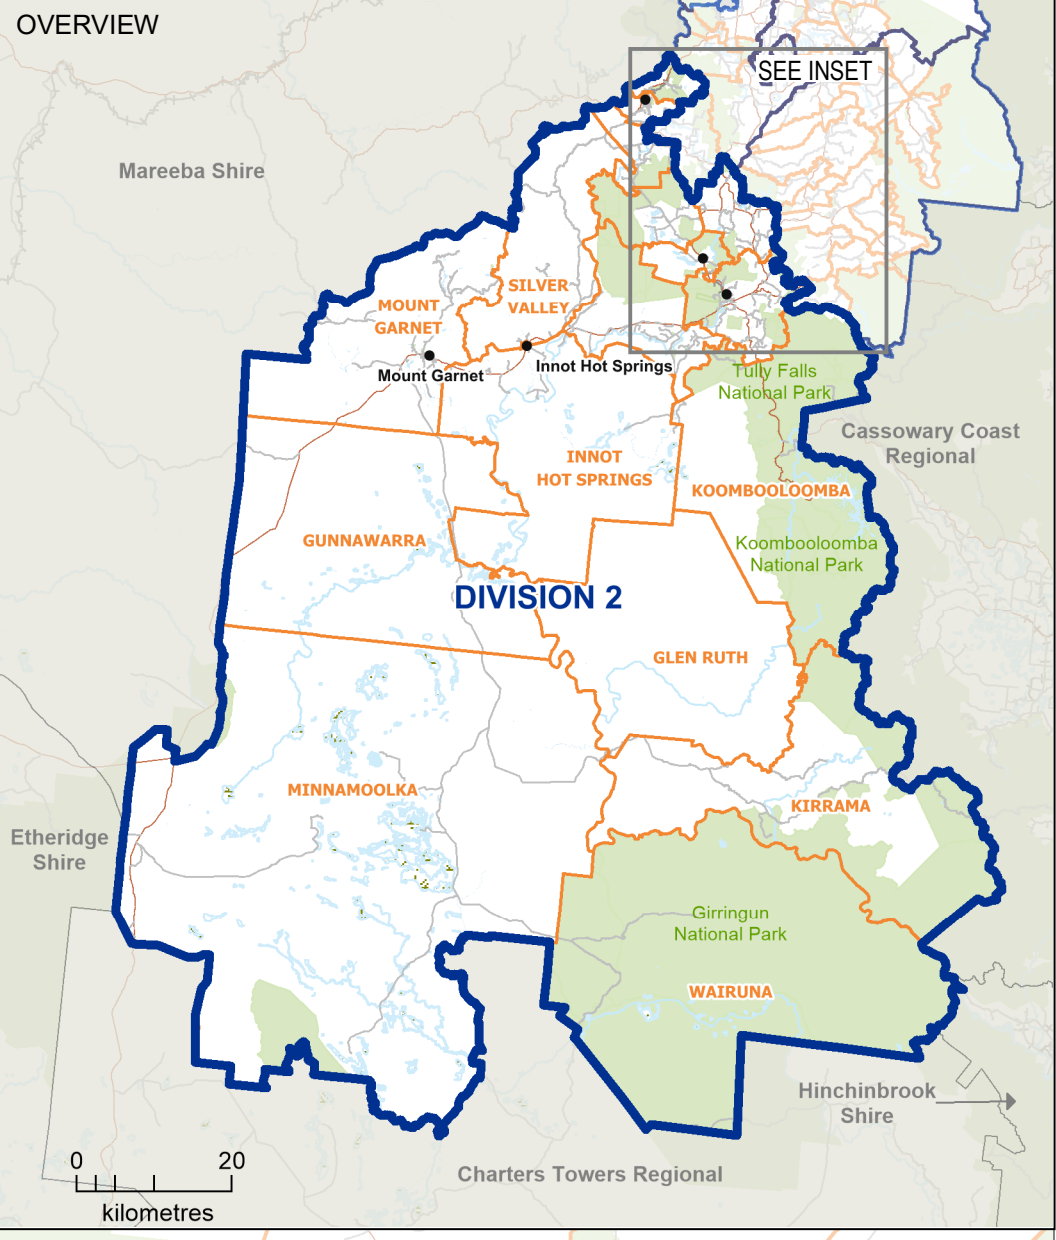 OVERVIEW
SEE INSET
Mareeba Shire
SILVER
VALLEY
MOUNT
GARNET
Mount Garnet
Innot Hot Springs
Tully Falls
National Park
Cassowary Coast
Regional
INNOT
HOT SPRINGS
KOOMBOOLOOMBA
GUNNAWARRA
Koombooloomba
National Park
DIVISION 2
GLEN RUTH
MINNAMOOLKA
KIRRAMA
Etheridge
Shire
Girringun
National Park
WAIRUNA
Hinchinbrook
Shire
Charters Towers Regional
0 20
kilometres